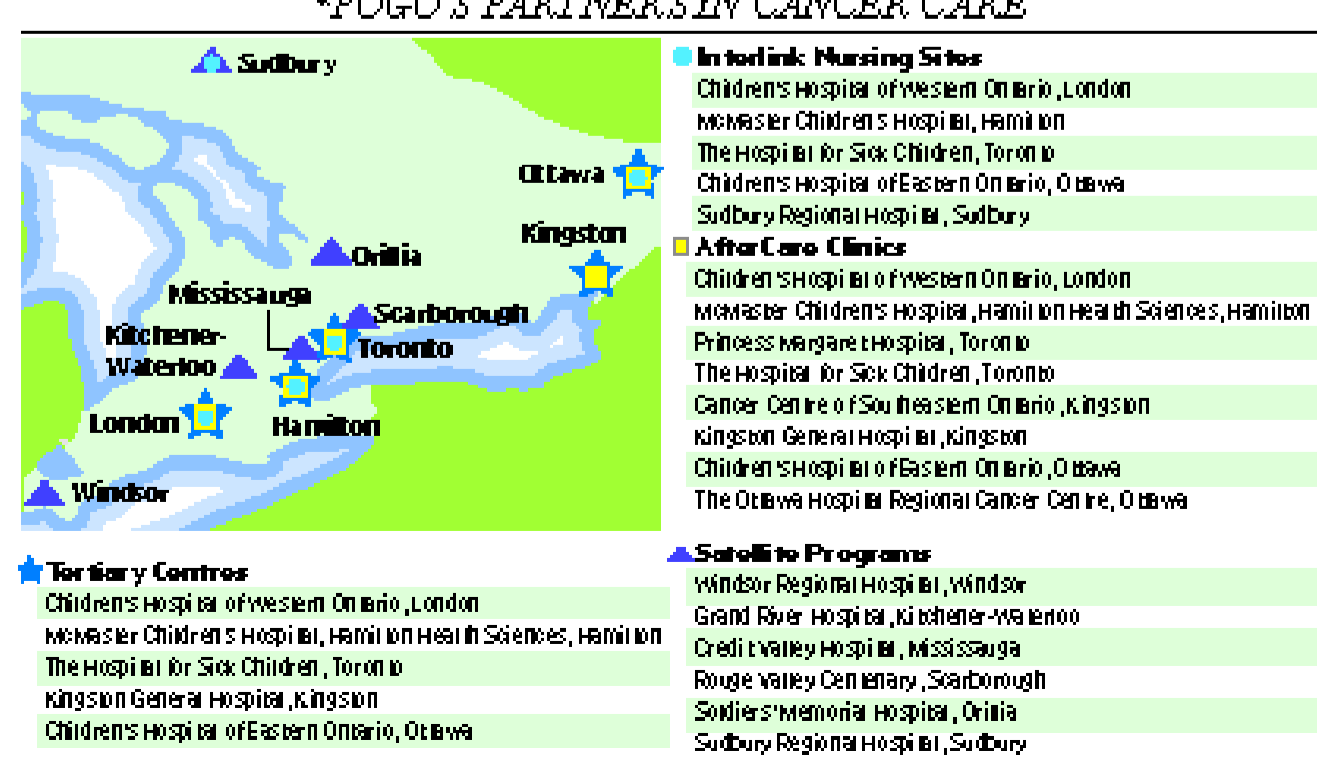 *POGO'S PARTNERS IN CANCER CARE
Sudbury
Ottawa
Kingston
Orillia
Mississauga
Scarborough
Kitchener-
Waterloo
Toronto
London
Hamilton
Windsor
Interlink Nursing Sites
Children's Hospital of Western Ontario, London
McMaster Children's Hospital, Hamilton
The Hospital for Sick Children, Toronto
Children's Hospital of Eastern Ontario, Ottawa
Sudbury Regional Hospital, Sudbury
AfterCare Clinics
Children's Hospital of Western Ontario, London
McMaster Children's Hospital, Hamilton Health Sciences, Hamilton
Princess Margaret Hospital, Toronto
The Hospital for Sick Children, Toronto
Cancer Centre of Southeastern Ontario, Kingston
Kingston General Hospital, Kingston
Children's Hospital of Eastern Ontario, Ottawa
The Ottawa Hospital Regional Cancer Centre, Ottawa
Tertiary Centres
Children's Hospital of Western Ontario, London
McMaster Children's Hospital, Hamilton Health Sciences, Hamilton
The Hospital for Sick Children, Toronto
Kingston General Hospital, Kingston
Children's Hospital of Eastern Ontario, Ottawa
Satellite Programs
Windsor Regional Hospital, Windsor
Grand River Hospital, Kitchener-Waterloo
Credit Valley Hospital, Mississauga
Rouge Valley Centenary, Scarborough
Soldiers' Memorial Hospital, Orillia
Sudbury Regional Hospital, Sudbury